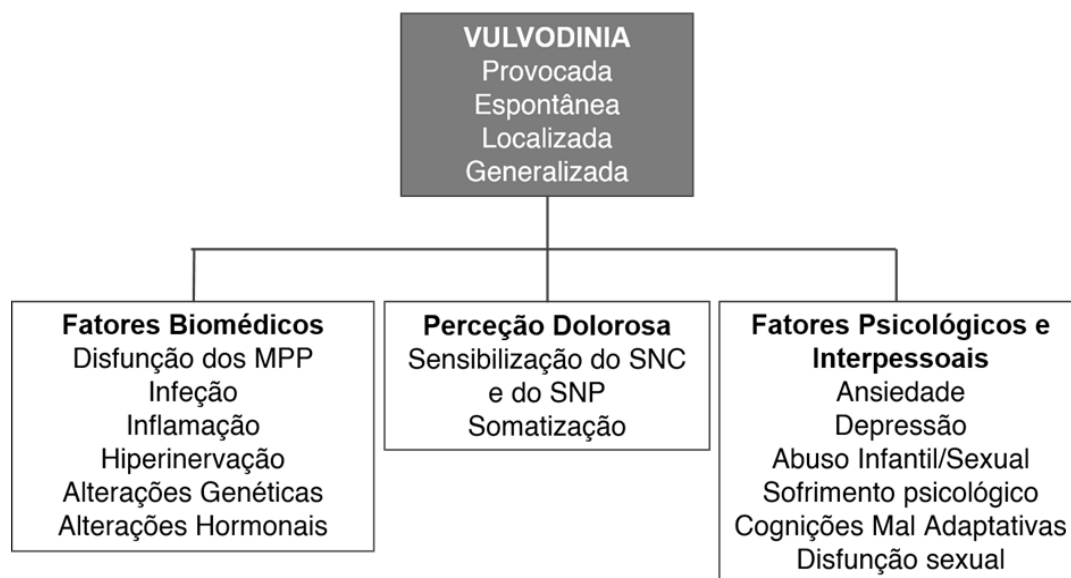 VULVODINIA
Provocada
Espontânea
Localizada
Generalizada
Fatores Biomédicos
Disfunção dos MPP
Infeção
Inflamação
Hiperinervação
Alterações Genéticas
Alterações Hormonais
Perceção Dolorosa
Sensibilização do SNC
e do SNP
Somatização
Fatores Psicológicos e
Interpessoais
Ansiedade
Depressão
Abuso Infantil/Sexual
Sofrimento psicológico
Cognições Mal Adaptativas
Disfunção sexual